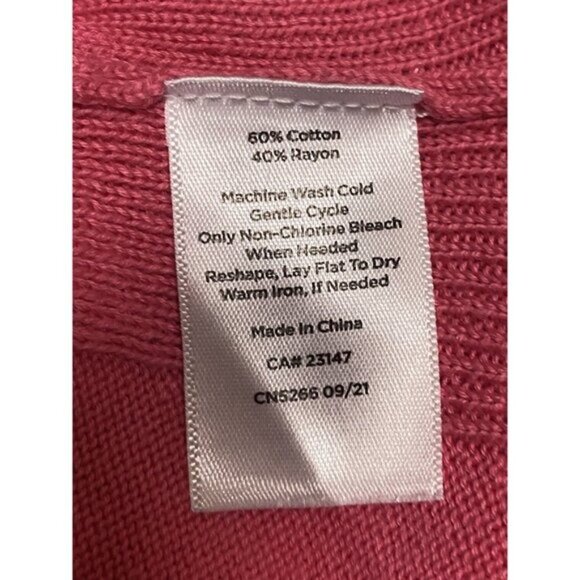 60% Cotton
40% Rayon
Machine Wash Cold
Gentle Cycle
Only Non-Chlorine Bleach
When Needed
Reshape, Lay Flat To Dry
Warm Iron, If Needed
Made in China
CA# 23147
CN5266 09/21